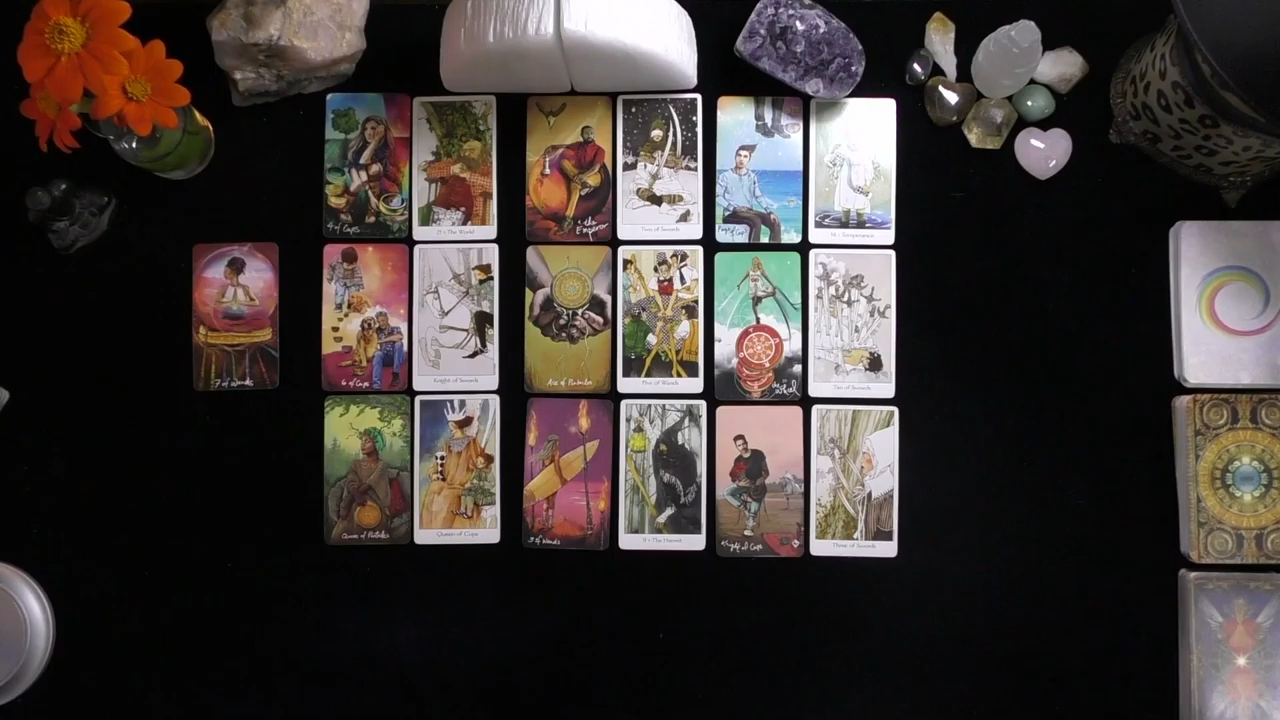 4 of Cups
21 : The World
4 the
Emperor
Two of Swords
Page of Cups
14 : Temperance
7 of wands
6 of Cups
Knight of Swords
Ace of Pentacles
Five of Wands
the
wheel
Ten of Swords
Queen of Pentacles
Queen of Cups
3 of Wands
9 : The Hermit
Knight of Cups
Three of Swords